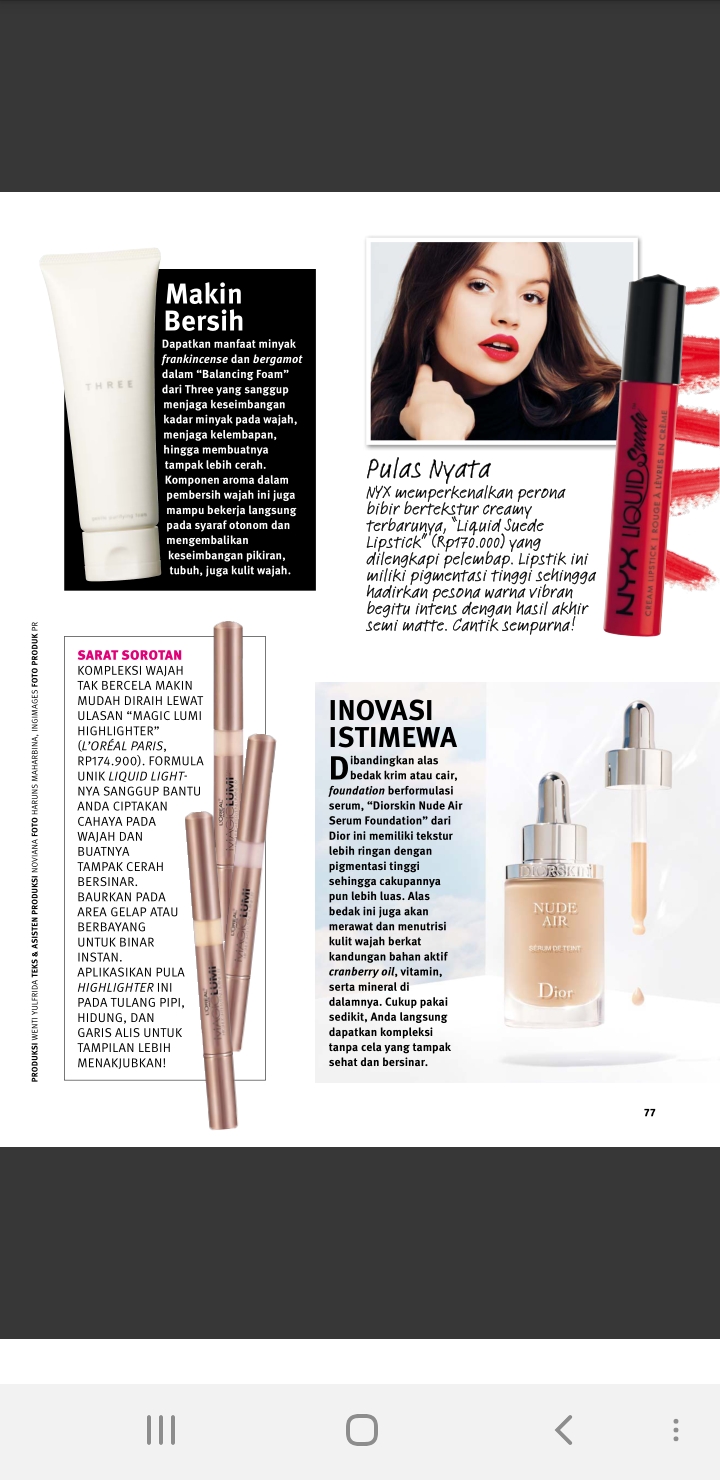 THREE
Makin
Bersih
Dapatkan manfaat minyak
frankincense dan bergamot
dalam “Balancing Foam”
dari Three yang sanggup
menjaga keseimbangan
kadar minyak pada wajah,
menjaga kelembapan,
hingga membuatnya
tampak lebih cerah.
Komponen aroma dalam
pembersih wajah ini juga
mampu bekerja langsung
pada syaraf otonom dan
mengembalikan
keseimbangan pikiran,
tubuh, juga kulit wajah.
Pulas Nyata
NYX memperkenalkan perona
bibir bertekstur creamy
terbarunya, “Liquid Suede
Lipstick” (Rp170.000) yang
dilengkapi pelembap. Lipstik ini
miliki pigmentasi tinggi sehingga
hadirkan pesona warna vibran
begitu intens dengan hasil akhir
semi matte. Cantik sempurna!
NYX LIQUID Suede™
CREAM LIPSTICK | ROUGE À LÈVRES EN CRÈME
PRODUKSI WENTI YULFRIDA TEKS & ASISTEN PRODUKSI NOVIANA FOTO HARUNS MAHARBINA, INGIMAGES FOTO PRODUK PR
SARAT SOROTAN
KOMPLEKSI WAJAH
TAK BERCELA MAKIN
MUDAH DIRAIH LEWAT
ULASAN “MAGIC LUMI
HIGHLIGHTER”
(L’ORÉAL PARIS,
RP174.900). FORMULA
UNIK LIQUID LIGHT-
NYA SANGGUP BANTU
ANDA CIPTAKAN
CAHAYA PADA
WAJAH DAN
BUATNYA
TAMPAK CERAH
BERSINAR.
BAURKAN PADA
AREA GELAP ATAU
BERBAYANG
UNTUK BINAR
INSTAN.
APLIKASIKAN PULA
HIGHLIGHTER INI
PADA TULANG PIPI,
HIDUNG, DAN
GARIS ALIS UNTUK
TAMPILAN LEBIH
MENAKJUBKAN!
L'ORÉAL
MAGIC LUMI
L'ORÉAL
MAGIC LUMI
L'ORÉAL
MAGIC LUMI
INOVASI
ISTIMEWA
Dibandingkan alas
bedak krim atau cair,
foundation berformulasi
serum, “Diorskin Nude Air
Serum Foundation” dari
Dior ini memiliki tekstur
lebih ringan dengan
pigmentasi tinggi
sehingga cakupannya
pun lebih luas. Alas
bedak ini juga akan
merawat dan menutrisi
kulit wajah berkat
kandungan bahan aktif
cranberry oil, vitamin,
serta mineral di
dalamnya. Cukup pakai
sedikit, Anda langsung
dapatkan kompleksi
tanpa cela yang tampak
sehat dan bersinar.
DIORSKIN
NUDE
AIR
SÉRUM DE TEINT
Dior
77